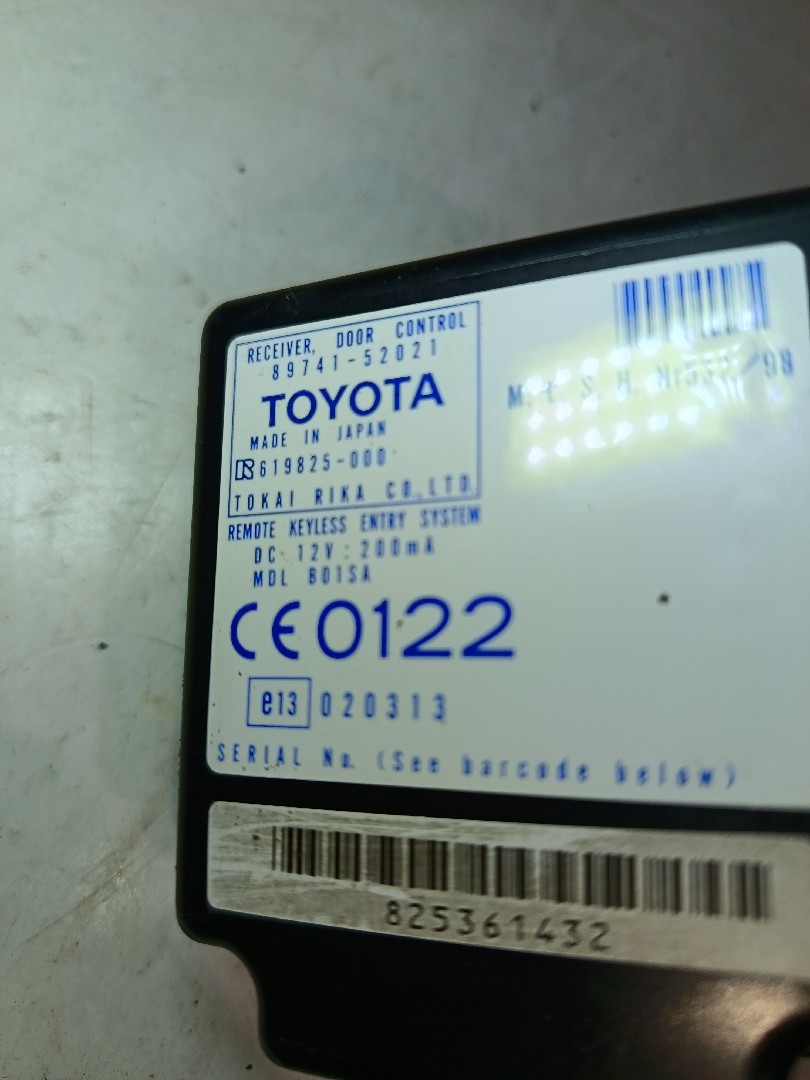 RECEIVER, DOOR CONTROL
89741-52021
TOYOTA
MADE IN JAPAN
619825-000
TOKAI RIKA CO.,LTD.
REMOTE KEYLESS ENTRY SYSTEM
DC 12V : 200mA
MDL B01SA
CE0122
e13 020313
SERIAL No. (See barcode below)
825361432